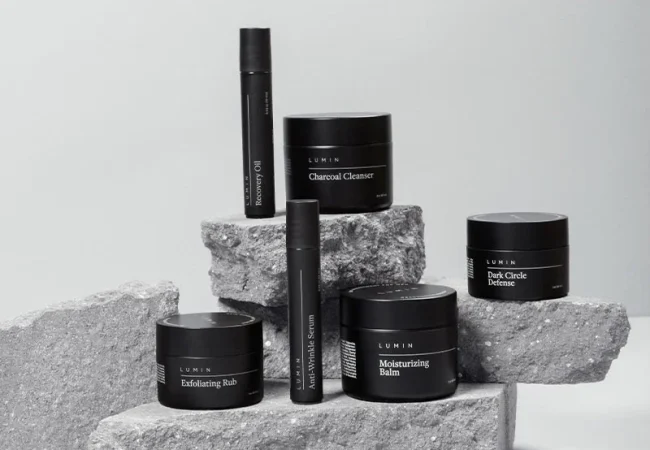 LUMIN
Recovery Oil
LUMIN
Charcoal Cleanser
LUMIN
Dark Circle
Defense
LUMIN
Exfoliating Rub
LUMIN
Anti-Wrinkle Serum
LUMIN
Moisturizing
Balm